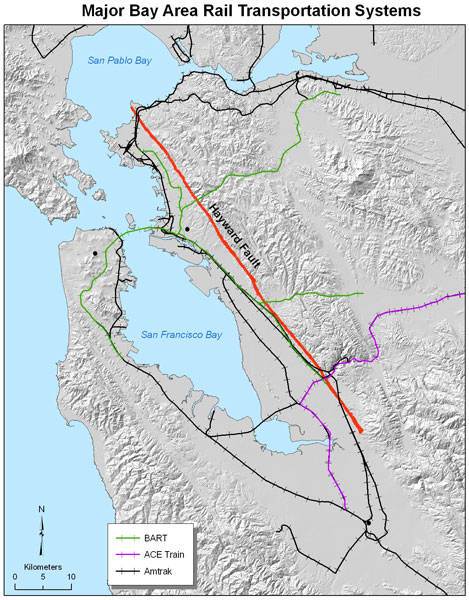 Major Bay Area Rail Transportation Systems
San Pablo Bay
Hayward Fault
San Francisco Bay
N
Kilometers
0 5 10
BART
ACE Train
Amtrak